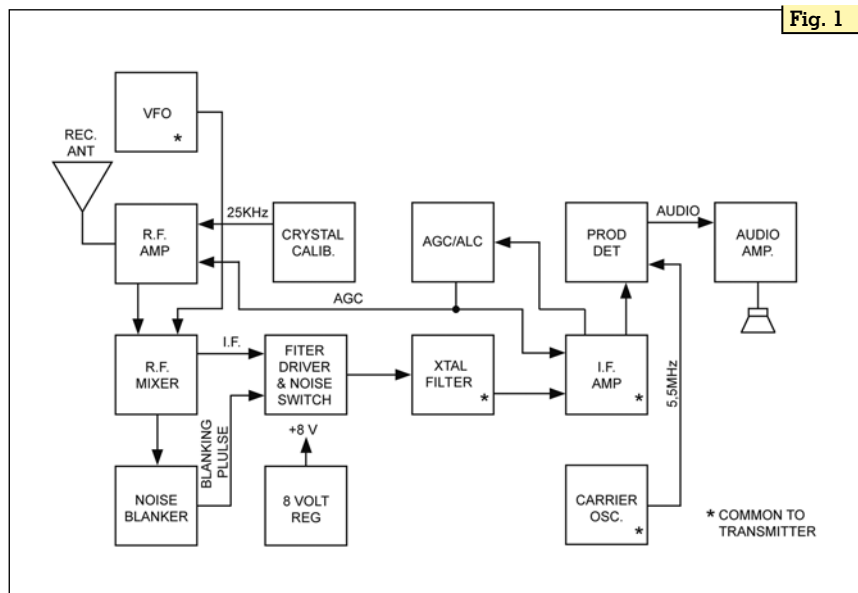 Fig. 1
VFO
*
REC.
ANT
R.F.
AMP
25KHz
CRYSTAL
CALIB.
AGC/ALC
PROD
DET
AUDIO
AUDIO
AMP.
AGC
R.F.
MIXER
I.F.
FITER
DRIVER
& NOISE
SWITCH
XTAL
FILTER
*
I.F.
AMP
*
5,5MHz
BLANKING
PLULSE
+8 V
NOISE
BLANKER
8 VOLT
REG
CARRIER
OSC.
*
* COMMON TO
TRANSMITTER